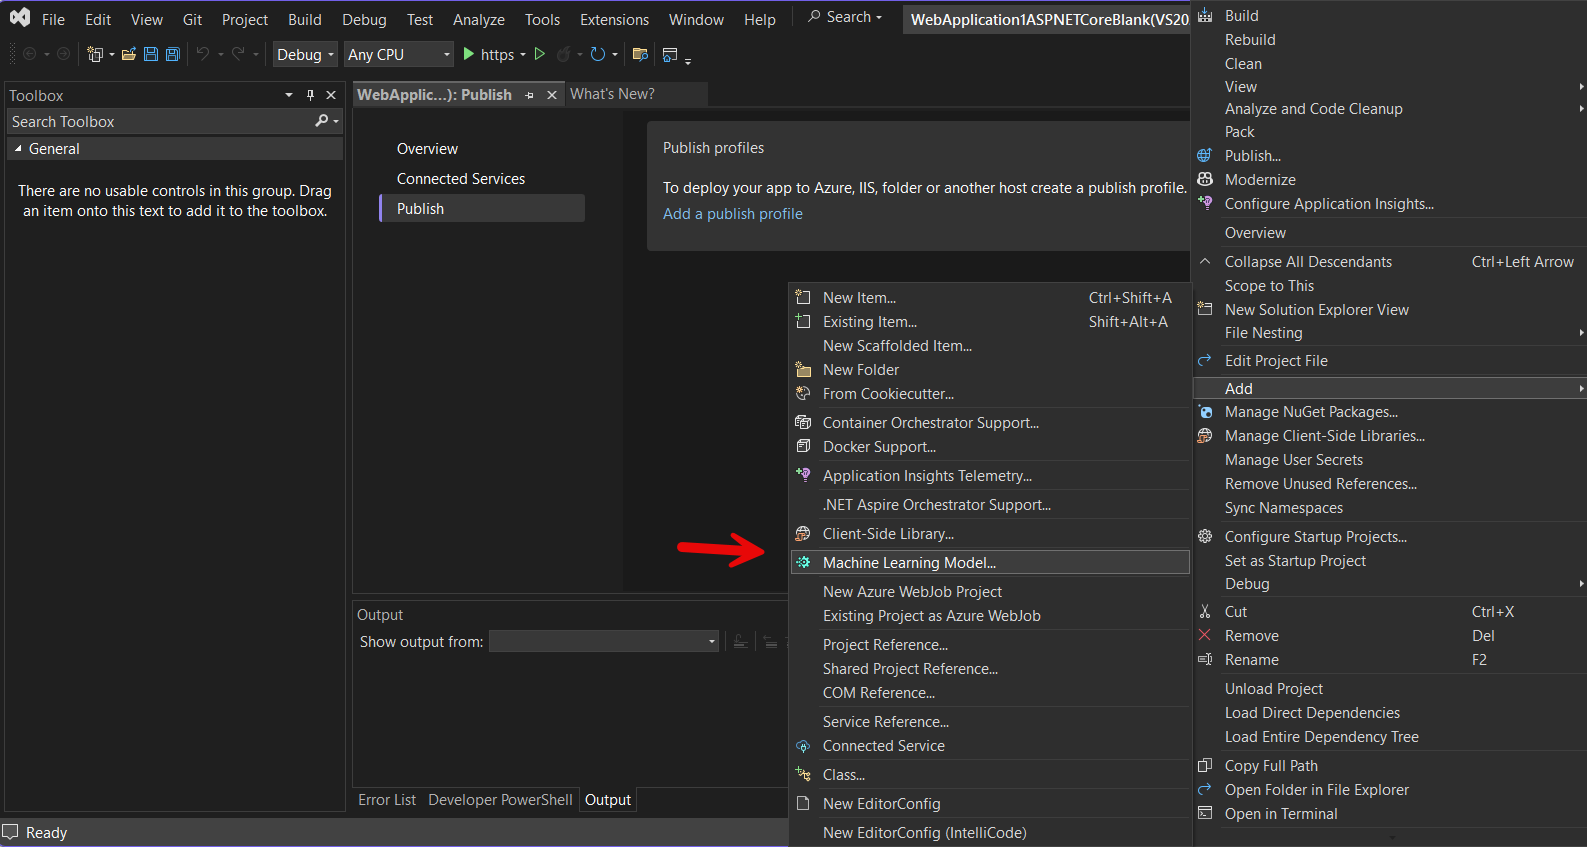 File Edit View Git Project Build Debug Test Analyze Tools Extensions Window Help Search WebApplication1ASPNETCoreBlank(VS20
Debug Any CPU https
Toolbox
Search Toolbox
General
There are no usable controls in this group. Drag
an item onto this text to add it to the toolbox.
WebApplic...): Publish What's New?
Overview
Connected Services
Publish
Publish profiles
To deploy your app to Azure, IIS, folder or another host create a publish profile.
Add a publish profile
New Item... Ctrl+Shift+A
Existing Item... Shift+Alt+A
New Scaffolded Item...
New Folder
From Cookiecutter...
Container Orchestrator Support...
Docker Support...
Application Insights Telemetry...
.NET Aspire Orchestrator Support...
Client-Side Library...
Machine Learning Model...
New Azure WebJob Project
Existing Project as Azure WebJob
Project Reference...
Shared Project Reference...
COM Reference...
Service Reference...
Connected Service
Class...
New EditorConfig
New EditorConfig (IntelliCode)
Build
Rebuild
Clean
View
Analyze and Code Cleanup
Pack
Publish...
Modernize
Configure Application Insights...
Overview
Collapse All Descendants Ctrl+Left Arrow
Scope to This
New Solution Explorer View
File Nesting
Edit Project File
Add
Manage NuGet Packages...
Manage Client-Side Libraries...
Manage User Secrets
Remove Unused References...
Sync Namespaces
Configure Startup Projects...
Set as Startup Project
Debug
Cut Ctrl+X
Remove Del
Rename F2
Unload Project
Load Direct Dependencies
Load Entire Dependency Tree
Copy Full Path
Open Folder in File Explorer
Open in Terminal
Output
Show output from:
Error List Developer PowerShell Output
Ready